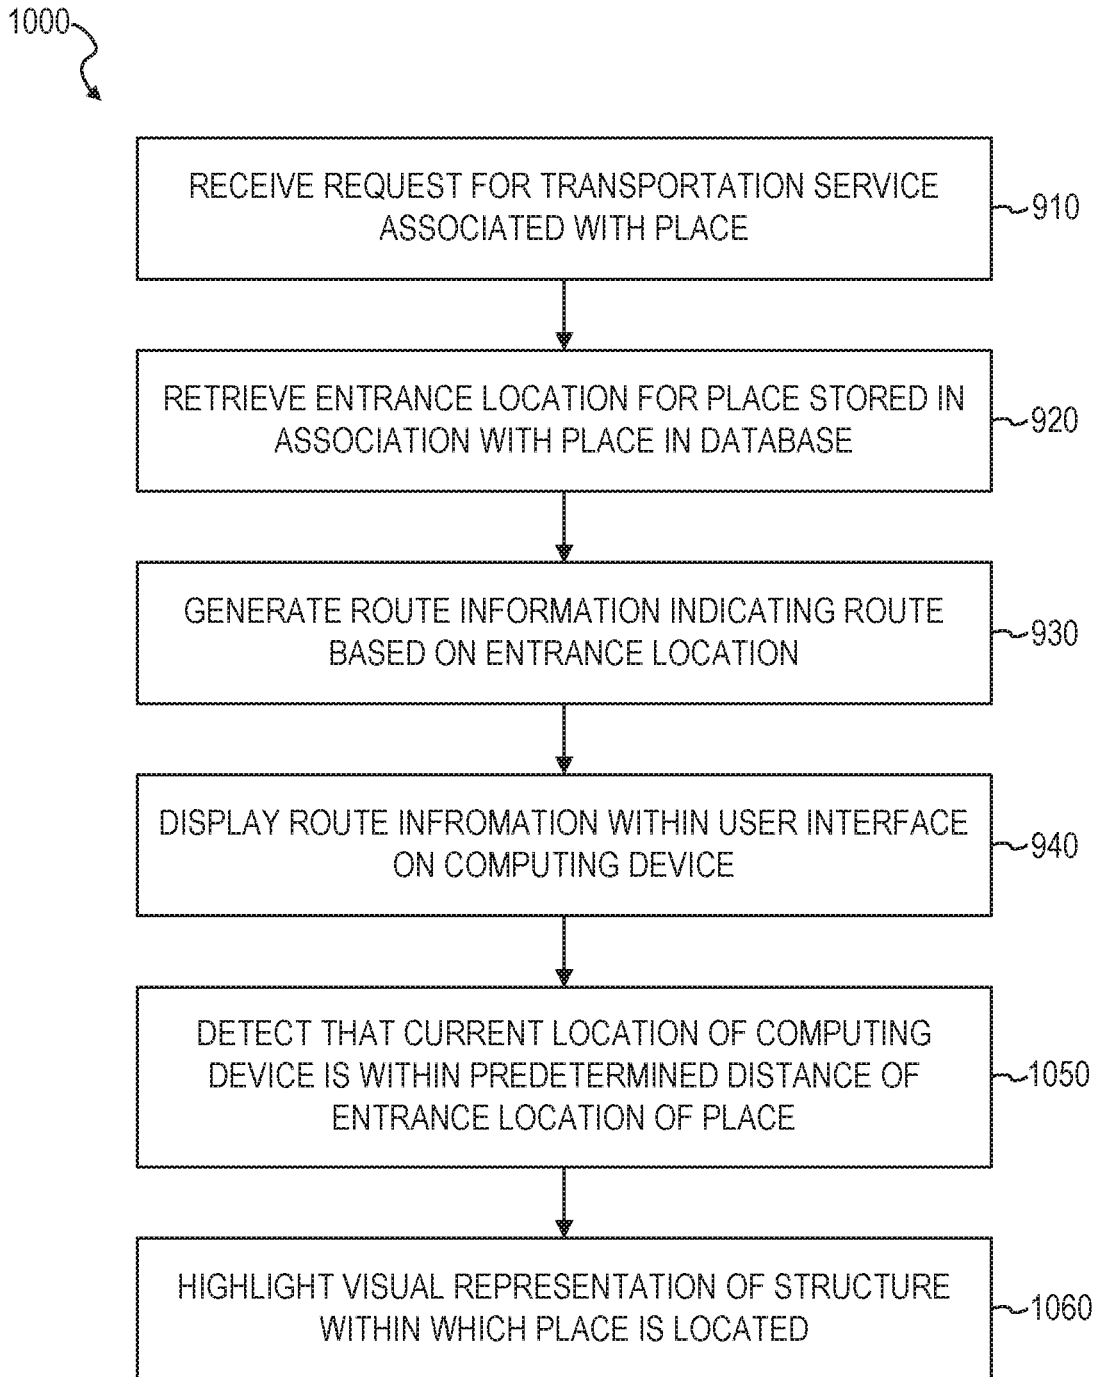 1000
RECEIVE REQUEST FOR TRANSPORTATION SERVICE
ASSOCIATED WITH PLACE
910
RETRIEVE ENTRANCE LOCATION FOR PLACE STORED IN
ASSOCIATION WITH PLACE IN DATABASE
920
GENERATE ROUTE INFORMATION INDICATING ROUTE
BASED ON ENTRANCE LOCATION
930
DISPLAY ROUTE INFROMATION WITHIN USER INTERFACE
ON COMPUTING DEVICE
940
DETECT THAT CURRENT LOCATION OF COMPUTING
DEVICE IS WITHIN PREDETERMINED DISTANCE OF
ENTRANCE LOCATION OF PLACE
1050
HIGHLIGHT VISUAL REPRESENTATION OF STRUCTURE
WITHIN WHICH PLACE IS LOCATED
1060